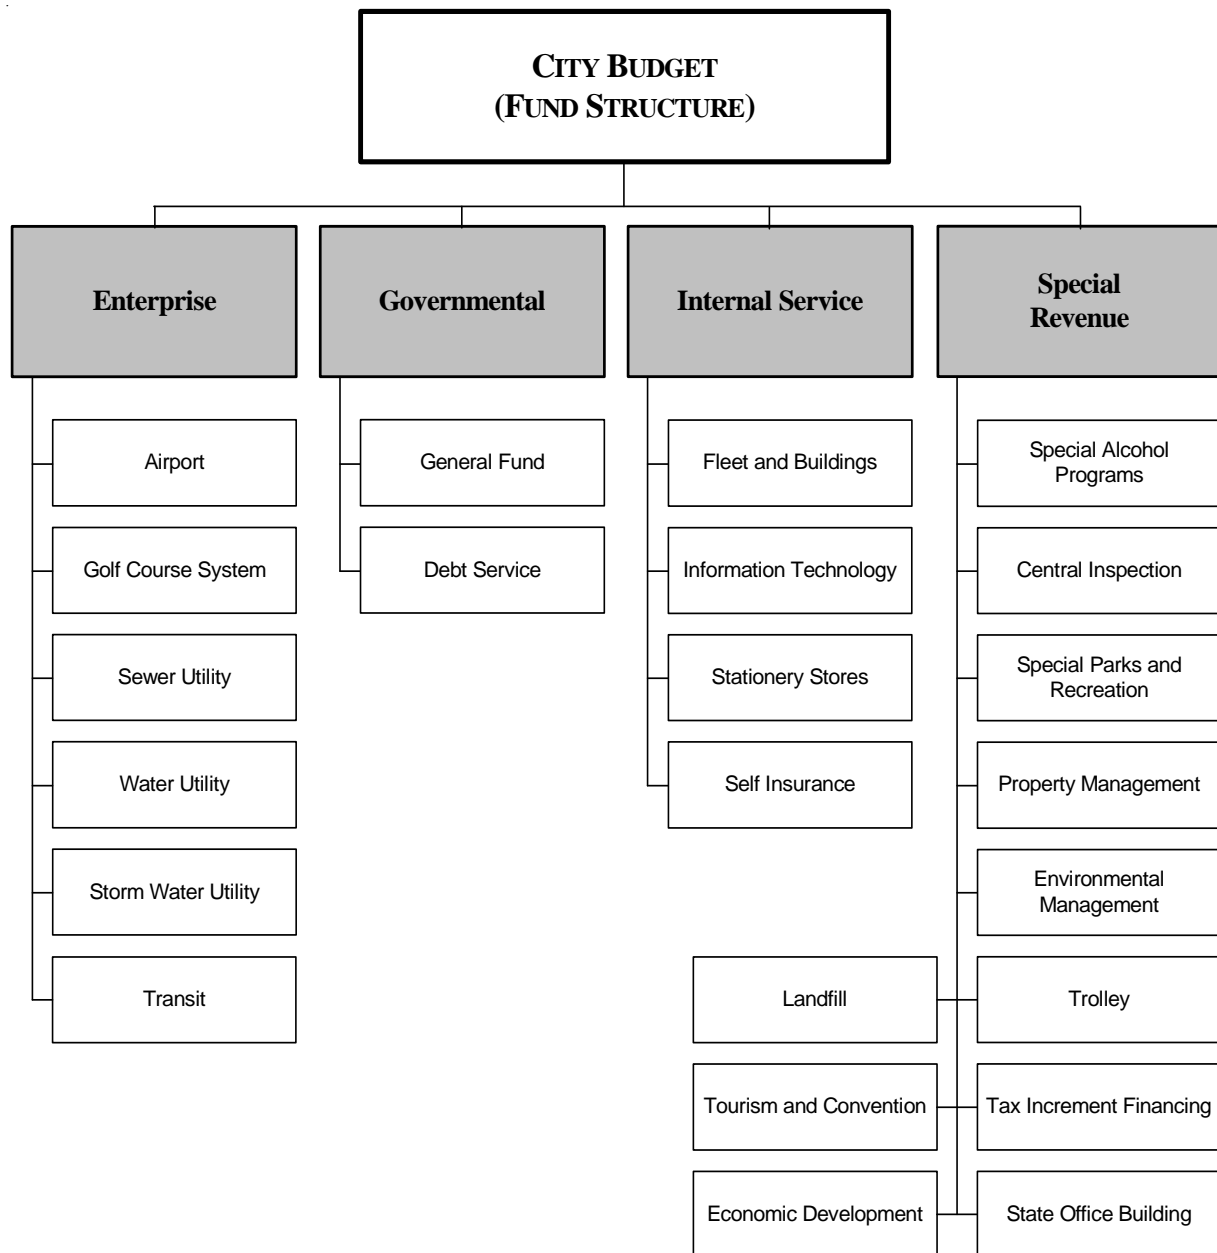 CITY BUDGET
(FUND STRUCTURE)
Enterprise
Governmental
Internal Service
Special
Revenue
Airport
Golf Course System
Sewer Utility
Water Utility
Storm Water Utility
Transit
General Fund
Debt Service
Fleet and Buildings
Information Technology
Stationery Stores
Self Insurance
Special Alcohol
Programs
Central Inspection
Special Parks and
Recreation
Property Management
Environmental
Management
Landfill
Trolley
Tourism and Convention
Tax Increment Financing
Economic Development
State Office Building